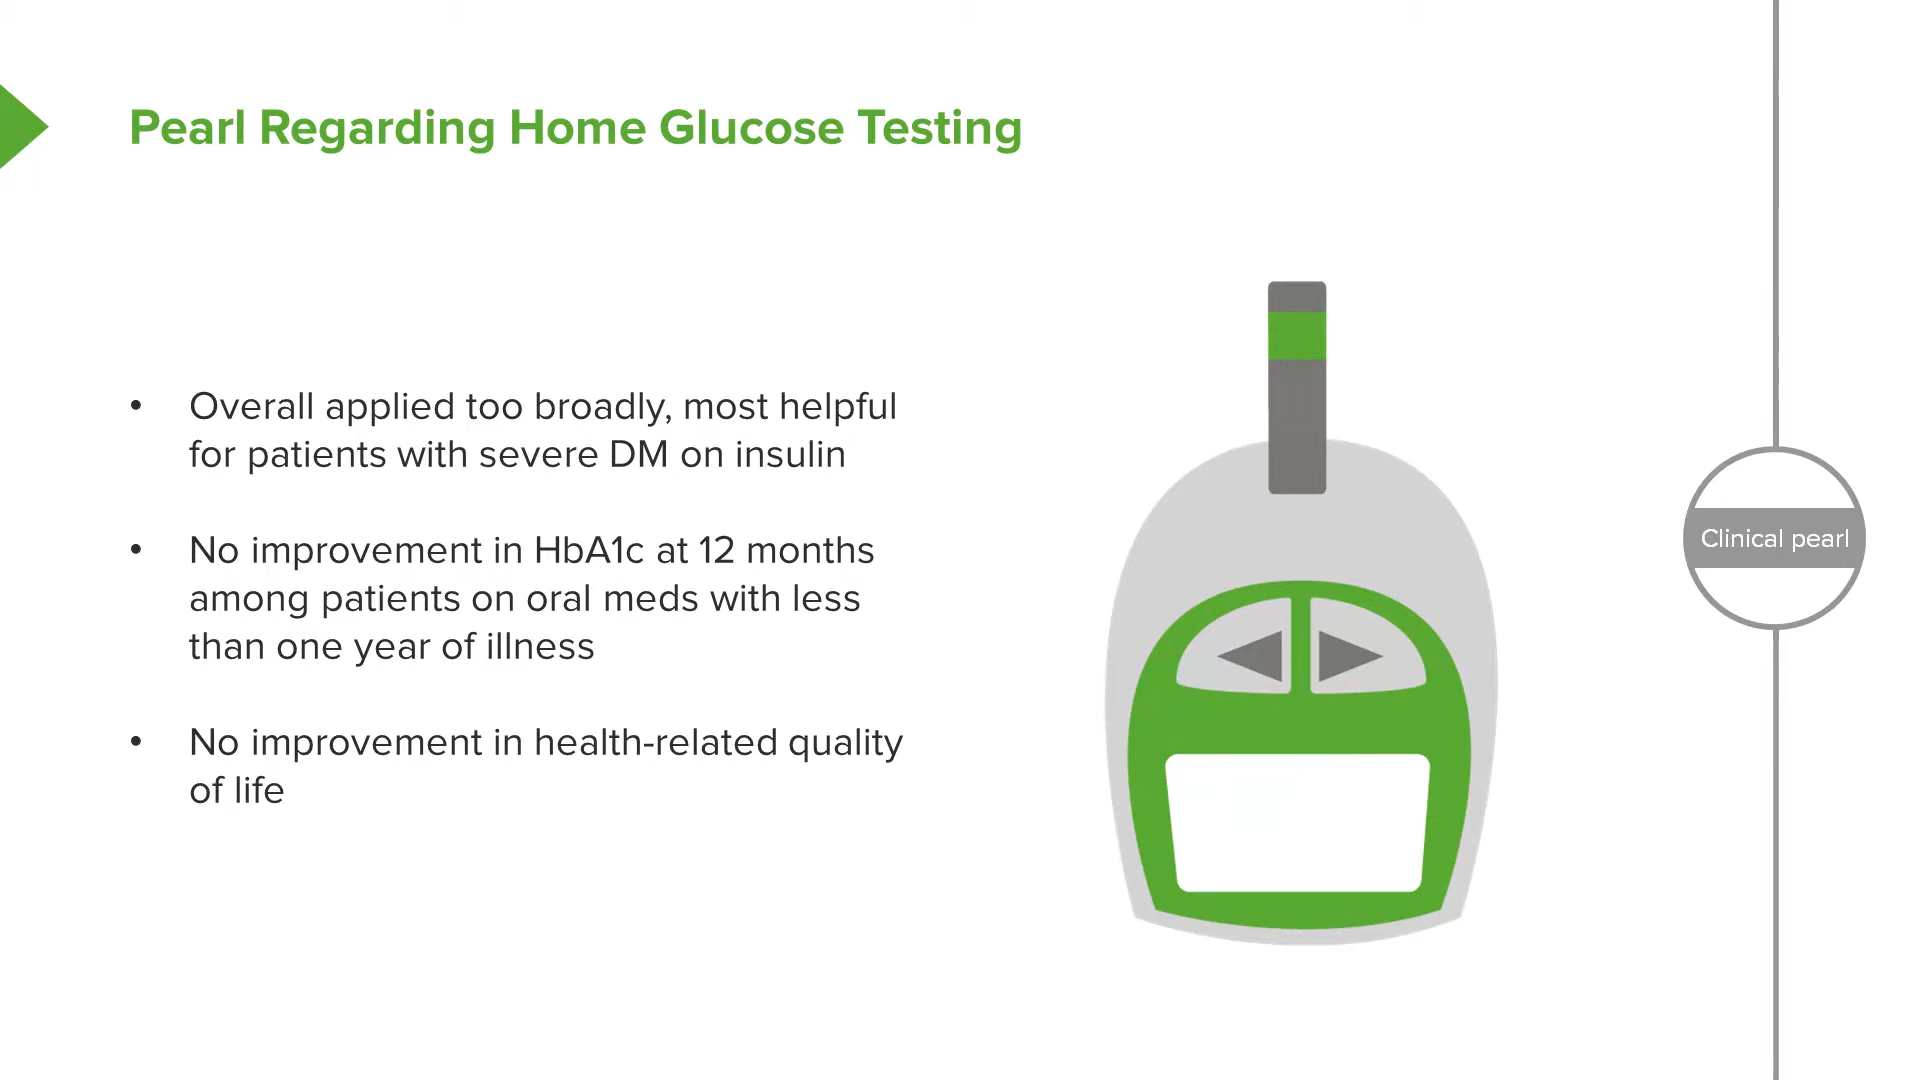 Pearl Regarding Home Glucose Testing
• Overall applied too broadly, most helpful
for patients with severe DM on insulin
• No improvement in HbA1c at 12 months
among patients on oral meds with less
than one year of illness
• No improvement in health-related quality
of life
Clinical pearl